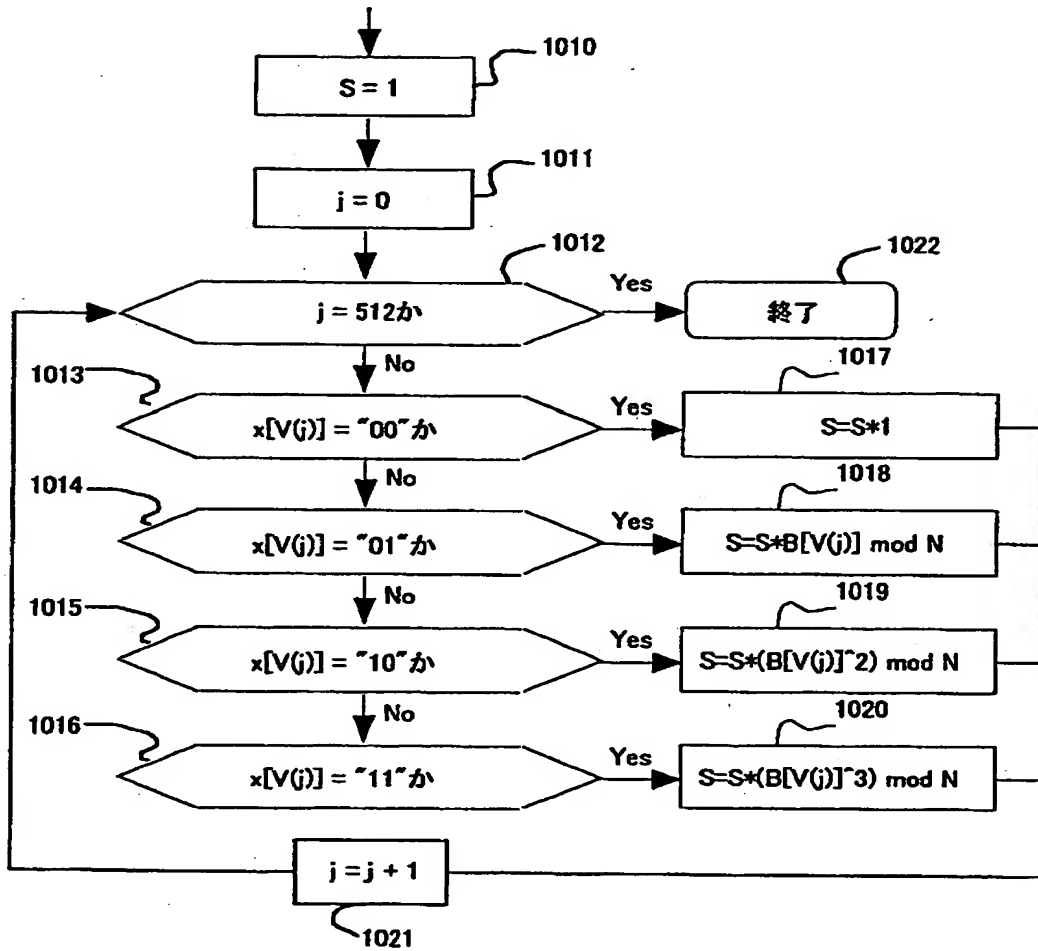 1010
S = 1
1011
j = 0
1012
1022
j = 512か
Yes
終了
No
1013
1017
x[V(j)] = "00"か
Yes
S=S*1
No
1014
1018
x[V(j)] = "01"か
Yes
S=S*B[V(j)] mod N
No
1015
1019
x[V(j)] = "10"か
Yes
S=S*(B[V(j)]^2) mod N
No
1016
1020
x[V(j)] = "11"か
Yes
S=S*(B[V(j)]^3) mod N
j = j + 1
1021